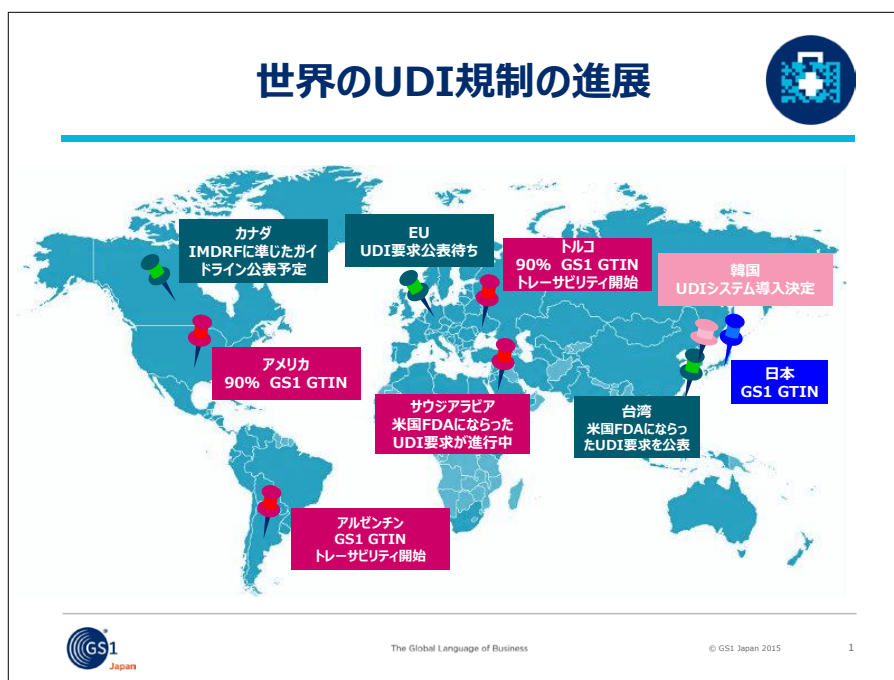 世界のUDI規制の進展
カナダ
IMDRFに準じたガイ
ドライン公表予定
EU
UDI要求公表待ち
トルコ
90% GS1 GTIN
トレーサビリティ開始
韓国
UDIシステム導入決定
アメリカ
90% GS1 GTIN
サウジアラビア
米国FDAにならった
UDI要求が進行中
台湾
米国FDAにならっ
たUDI要求を公表
日本
GS1 GTIN
アルゼンチン
GS1 GTIN
トレーサビリティ開始
GS1
Japan
The Global Language of Business
© GS1 Japan 2015
1